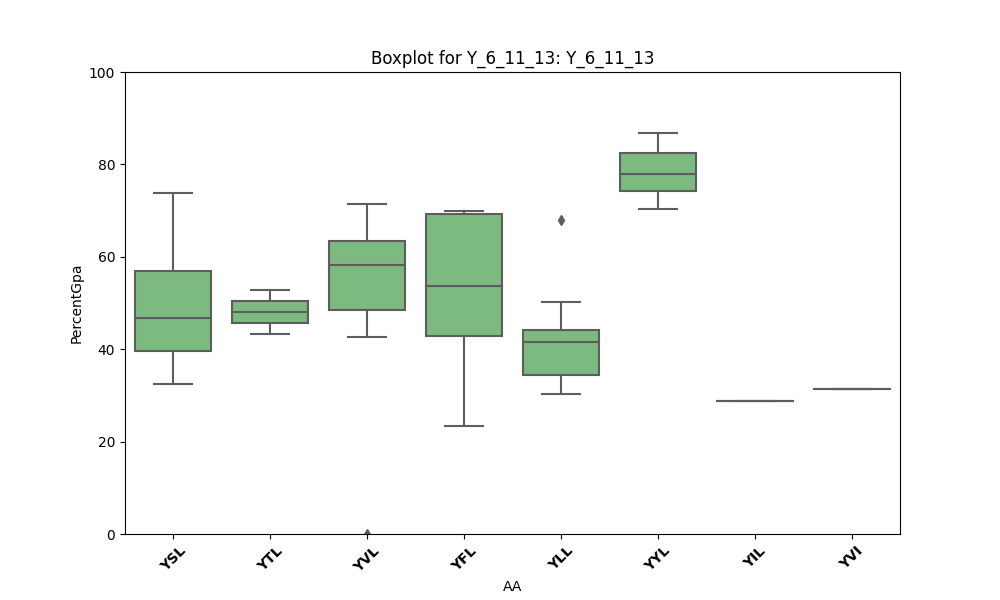 Boxplot for Y_6_11_13: Y_6_11_13
100
80
60
40
20
0
PercentGpa
YSL YTL YVL YFL YLL YYL YIL YVI
AA